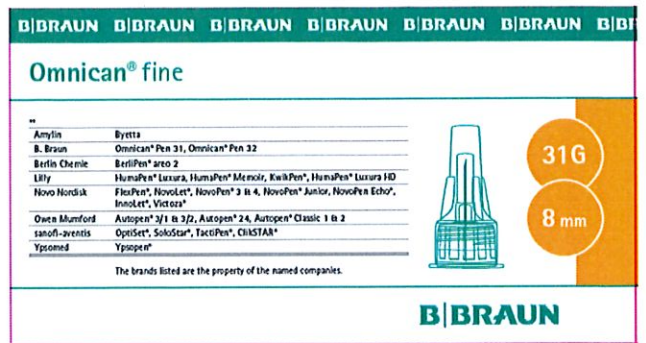 B|BRAUN B|BRAUN B|BRAUN B|BRAUN B|BRAUN B|BRAUN B|BR
Omnican® fine
**
Amylin Byetta
B. Braun Omnican® Pen 31, Omnican® Pen 32
Berlin Chemie BerliPen® areo 2
Lilly HumaPen® Luxura, HumaPen® Memoir, KwikPen®, HumaPen® Luxura HD
Novo Nordisk FlexPen®, NovoLet®, NovoPen® 3 & 4, NovoPen® Junior, NovoPen Echo®,
InnoLet®, Victoza®
Owen Mumford Autopen® 3/1 & 3/2, Autopen® 24, Autopen® Classic 1 & 2
sanofi-aventis OptiSet®, SoloStar®, TactiPen®, ClikSTAR®
Ypsomed Ypsopen®
The brands listed are the property of the named companies.
31G
8 mm
B|BRAUN